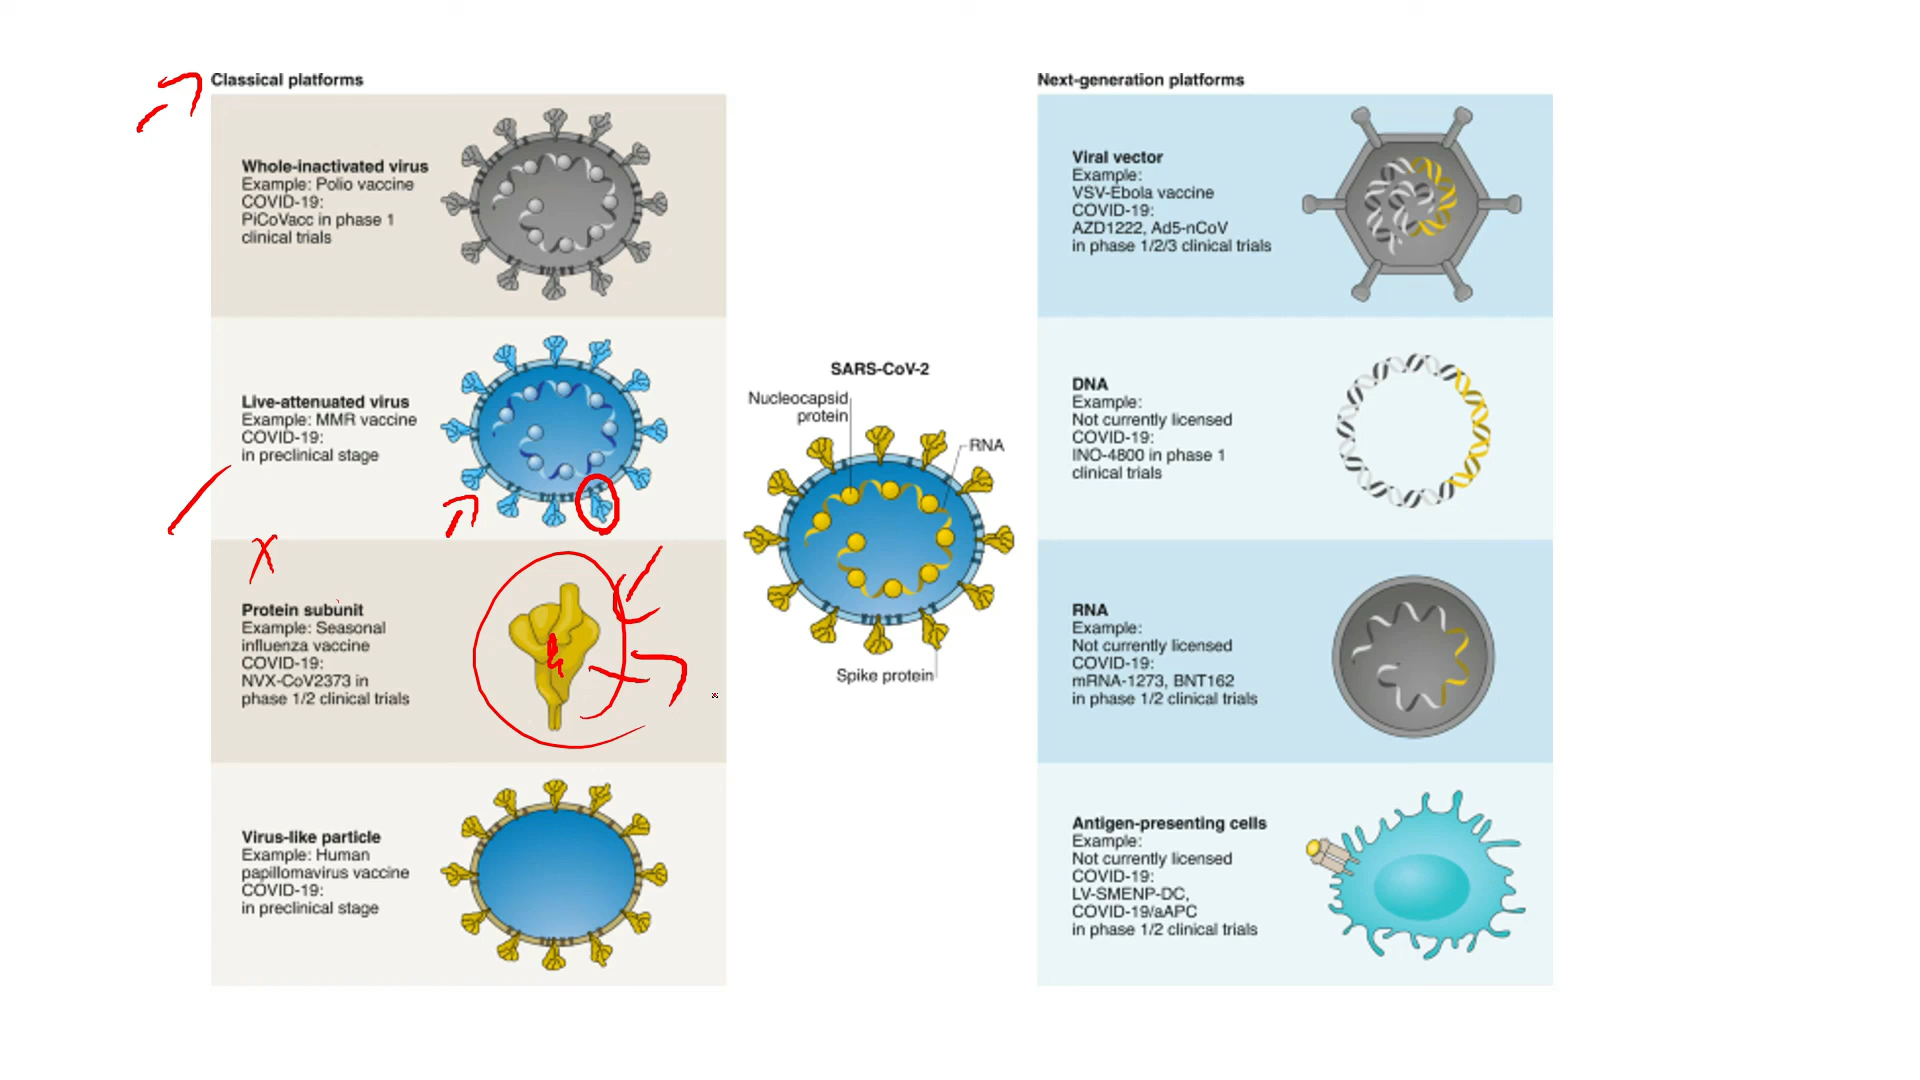 Classical platforms
Whole-inactivated virus
Example: Polio vaccine
COVID-19:
PiCoVacc in phase 1
clinical trials
Live-attenuated virus
Example: MMR vaccine
COVID-19:
in preclinical stage
Protein subunit
Example: Seasonal
influenza vaccine
COVID-19:
NVX-CoV2373 in
phase 1/2 clinical trials
Virus-like particle
Example: Human
papillomavirus vaccine
COVID-19:
in preclinical stage
SARS-CoV-2
Nucleocapsid
protein
RNA
Spike protein
Next-generation platforms
Viral vector
Example:
VSV-Ebola vaccine
COVID-19:
AZD1222, Ad5-nCoV
in phase 1/2/3 clinical trials
DNA
Example:
Not currently licensed
COVID-19:
INO-4800 in phase 1
clinical trials
RNA
Example:
Not currently licensed
COVID-19:
mRNA-1273, BNT162
in phase 1/2 clinical trials
Antigen-presenting cells
Example:
Not currently licensed
COVID-19:
LV-SMENP-DC,
COVID-19/aAPC
in phase 1/2 clinical trials